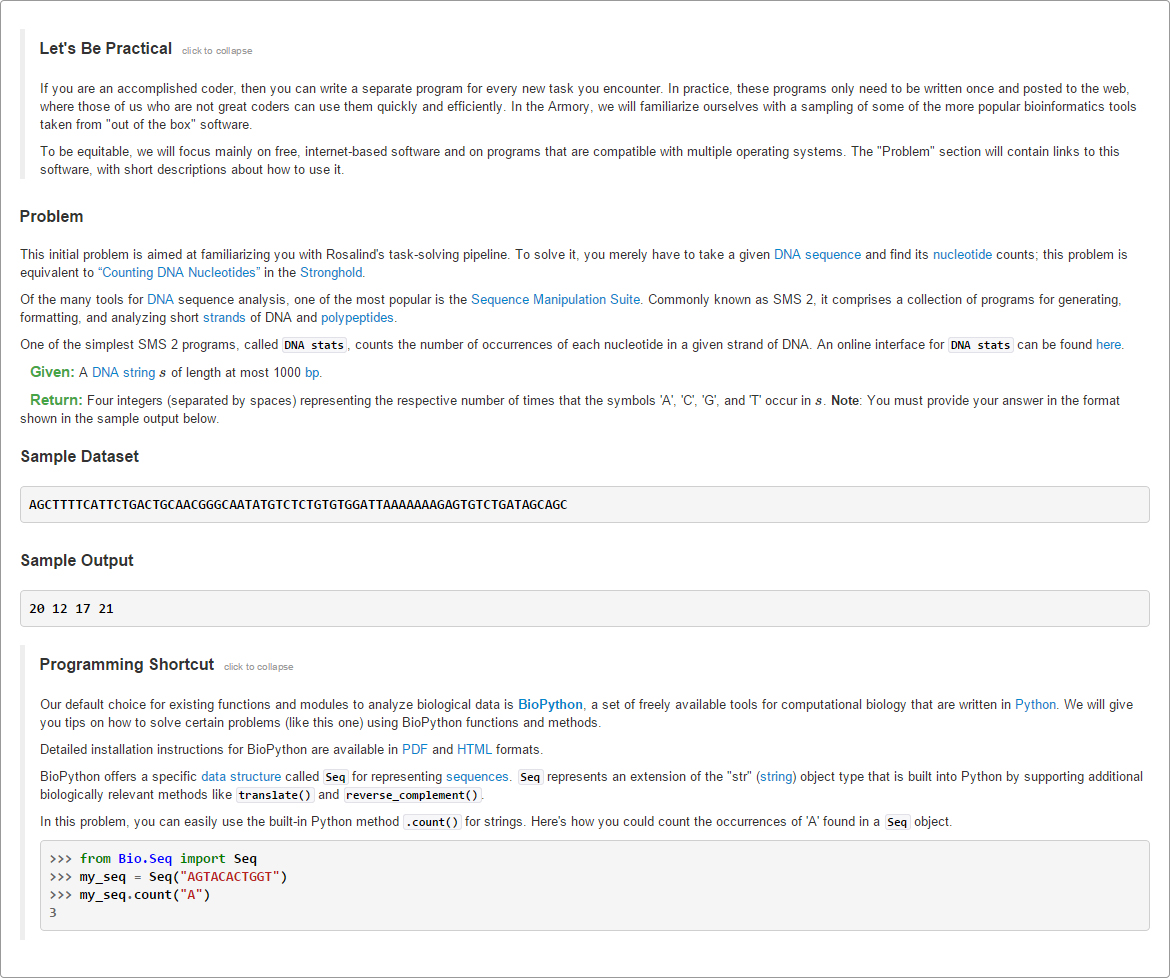 Let's Be Practical click to collapse
If you are an accomplished coder, then you can write a separate program for every new task you encounter. In practice, these programs only need to be written once and posted to the web,
where those of us who are not great coders can use them quickly and efficiently. In the Armory, we will familiarize ourselves with a sampling of some of the more popular bioinformatics tools
taken from "out of the box" software.
To be equitable, we will focus mainly on free, internet-based software and on programs that are compatible with multiple operating systems. The "Problem" section will contain links to this
software, with short descriptions about how to use it.
Problem
This initial problem is aimed at familiarizing you with Rosalind's task-solving pipeline. To solve it, you merely have to take a given DNA sequence and find its nucleotide counts; this problem is
equivalent to “Counting DNA Nucleotides” in the Stronghold.
Of the many tools for DNA sequence analysis, one of the most popular is the Sequence Manipulation Suite. Commonly known as SMS 2, it comprises a collection of programs for generating,
formatting, and analyzing short strands of DNA and polypeptides.
One of the simplest SMS 2 programs, called DNA stats, counts the number of occurrences of each nucleotide in a given strand of DNA. An online interface for DNA stats can be found here.
Given: A DNA string s of length at most 1000 bp.
Return: Four integers (separated by spaces) representing the respective number of times that the symbols 'A', 'C', 'G', and 'T' occur in s. Note: You must provide your answer in the format
shown in the sample output below.
Sample Dataset
AGCTTTTCATTCTGACTGCAACGGGCAATATGTCTCTGTGTGGATTAAAAAAAGAGTGTCTGATAGCAGC
Sample Output
20 12 17 21
Programming Shortcut click to collapse
Our default choice for existing functions and modules to analyze biological data is BioPython, a set of freely available tools for computational biology that are written in Python. We will give
you tips on how to solve certain problems (like this one) using BioPython functions and methods.
Detailed installation instructions for BioPython are available in PDF and HTML formats.
BioPython offers a specific data structure called Seq for representing sequences. Seq represents an extension of the "str" (string) object type that is built into Python by supporting additional
biologically relevant methods like translate() and reverse_complement().
In this problem, you can easily use the built-in Python method .count() for strings. Here's how you could count the occurrences of 'A' found in a Seq object.
>>> from Bio.Seq import Seq
>>> my_seq = Seq("AGTACACTGGT")
>>> my_seq.count("A")
3